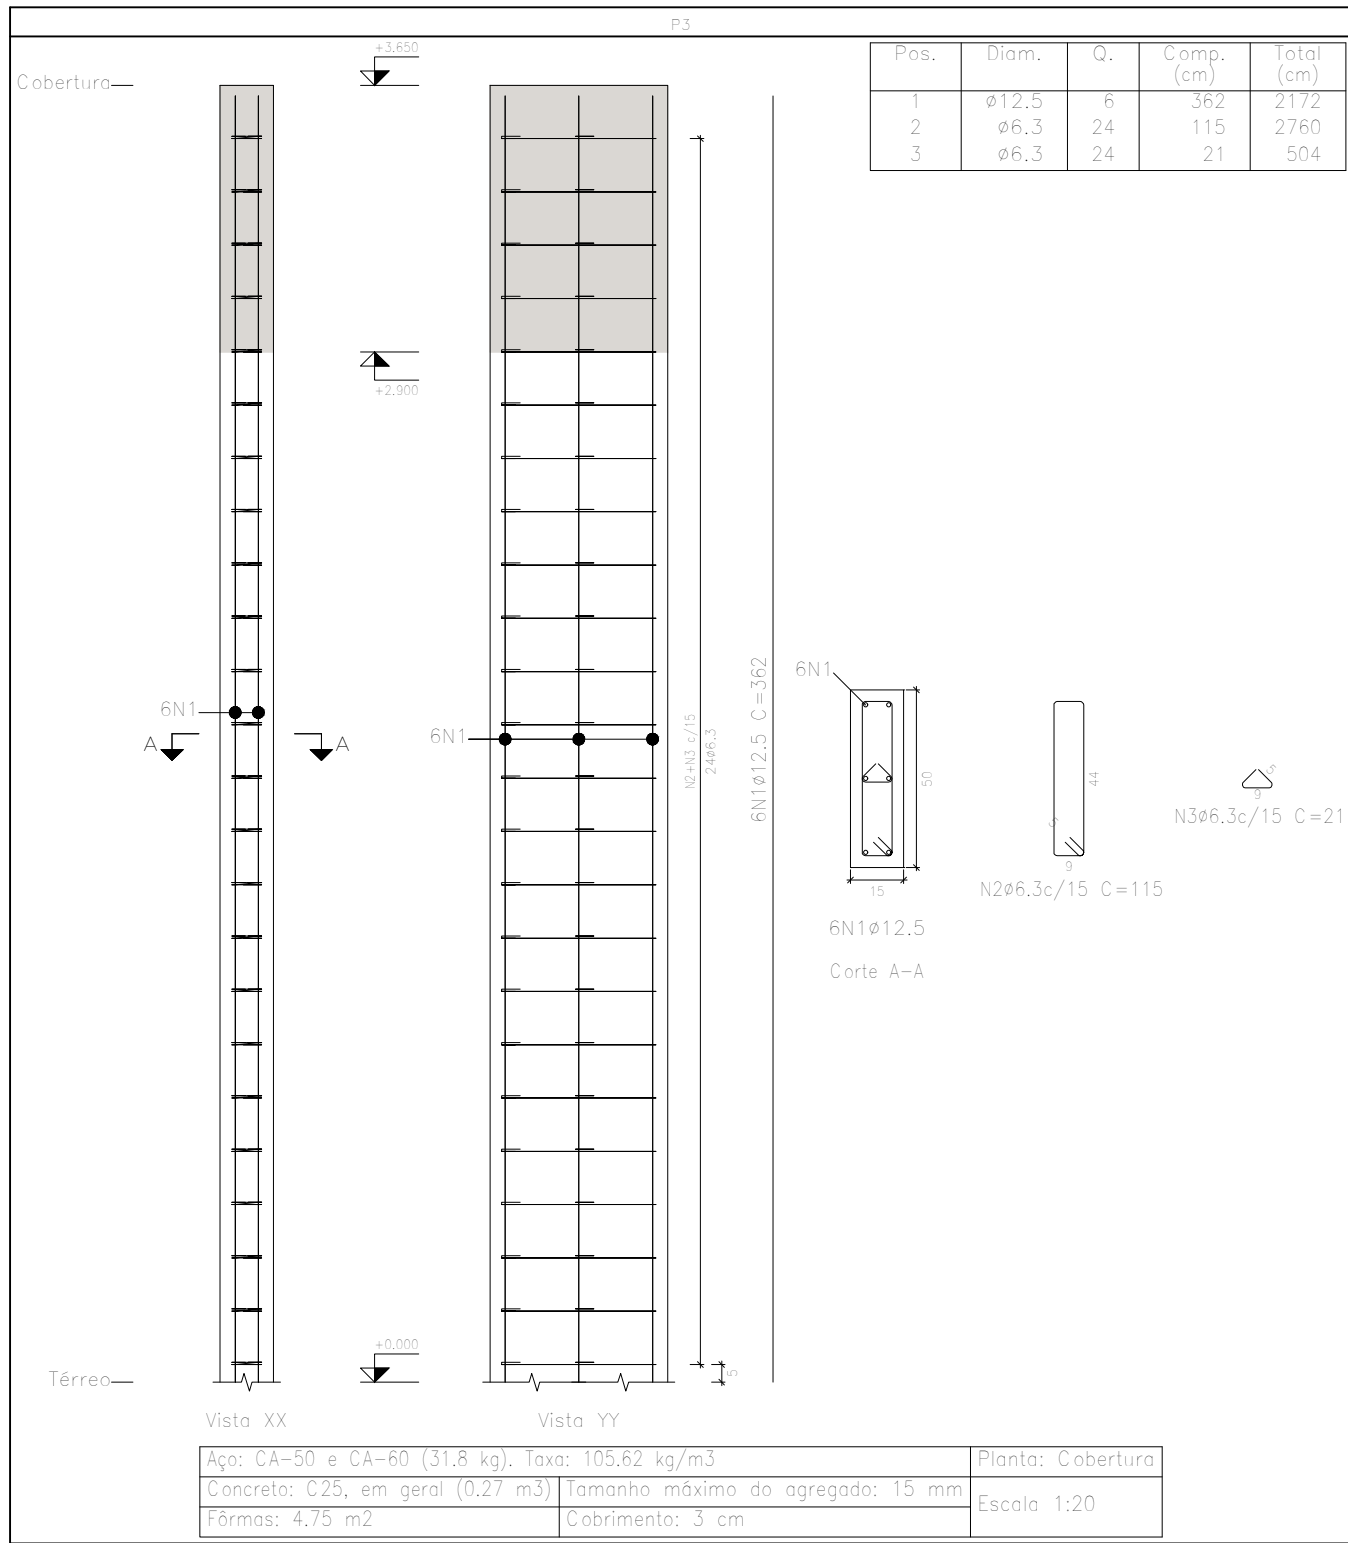 P3
+3.650
Cobertura
Pos. Diam. Q. Comp. (cm) Total (cm)
1 ø12.5 6 362 2172
2 ø6.3 24 115 2760
3 ø6.3 24 21 504
+2.900
6N1
A A
6N1
N2+N3 c/15
24ø6.3
6N1ø12.5 C=362
6N1
50
15
6N1ø12.5
Corte A-A
44
5
9
N2ø6.3c/15 C=115
5
9
N3ø6.3c/15 C=21
+0.000
5
Térreo
Vista XX
Vista YY
Aço: CA-50 e CA-60 (31.8 kg). Taxa: 105.62 kg/m3
Planta: Cobertura
Concreto: C25, em geral (0.27 m3)
Tamanho máximo do agregado: 15 mm
Escala 1:20
Fôrmas: 4.75 m2
Cobrimento: 3 cm